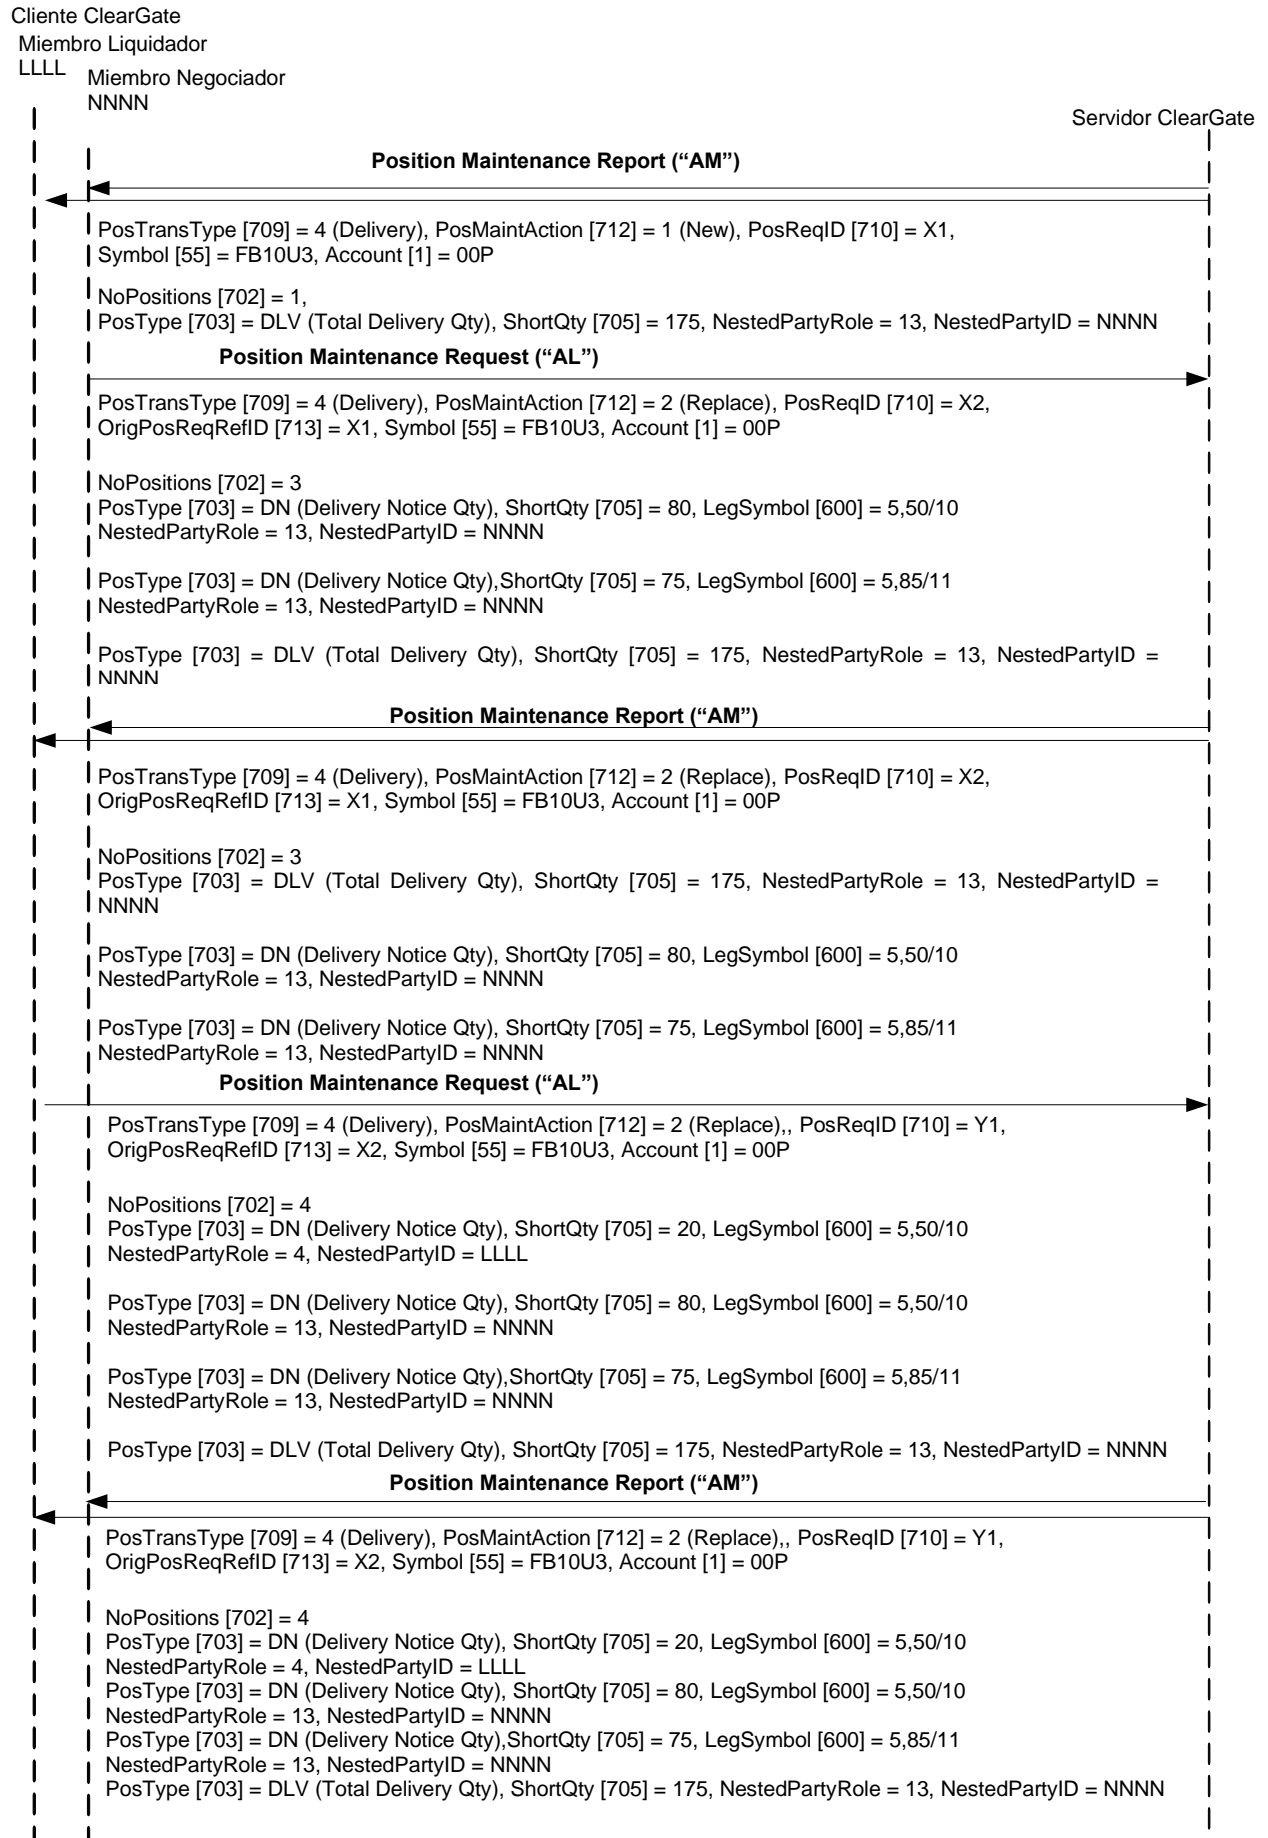 Cliente ClearGate
Miembro Liquidador
LLLL
Miembro Negociador
NNNN
Servidor ClearGate
Position Maintenance Report (“AM”)
PosTransType [709] = 4 (Delivery), PosMaintAction [712] = 1 (New), PosReqID [710] = X1,
Symbol [55] = FB10U3, Account [1] = 00P
NoPositions [702] = 1,
PosType [703] = DLV (Total Delivery Qty), ShortQty [705] = 175, NestedPartyRole = 13, NestedPartyID = NNNN
Position Maintenance Request (“AL”)
PosTransType [709] = 4 (Delivery), PosMaintAction [712] = 2 (Replace), PosReqID [710] = X2,
OrigPosReqRefID [713] = X1, Symbol [55] = FB10U3, Account [1] = 00P
NoPositions [702] = 3
PosType [703] = DN (Delivery Notice Qty), ShortQty [705] = 80, LegSymbol [600] = 5,50/10
NestedPartyRole = 13, NestedPartyID = NNNN
PosType [703] = DN (Delivery Notice Qty),ShortQty [705] = 75, LegSymbol [600] = 5,85/11
NestedPartyRole = 13, NestedPartyID = NNNN
PosType [703] = DLV (Total Delivery Qty), ShortQty [705] = 175, NestedPartyRole = 13, NestedPartyID =
NNNN
Position Maintenance Report (“AM”)
PosTransType [709] = 4 (Delivery), PosMaintAction [712] = 2 (Replace), PosReqID [710] = X2,
OrigPosReqRefID [713] = X1, Symbol [55] = FB10U3, Account [1] = 00P
NoPositions [702] = 3
PosType [703] = DLV (Total Delivery Qty), ShortQty [705] = 175, NestedPartyRole = 13, NestedPartyID =
NNNN
PosType [703] = DN (Delivery Notice Qty), ShortQty [705] = 80, LegSymbol [600] = 5,50/10
NestedPartyRole = 13, NestedPartyID = NNNN
PosType [703] = DN (Delivery Notice Qty), ShortQty [705] = 75, LegSymbol [600] = 5,85/11
NestedPartyRole = 13, NestedPartyID = NNNN
Position Maintenance Request (“AL”)
PosTransType [709] = 4 (Delivery), PosMaintAction [712] = 2 (Replace),, PosReqID [710] = Y1,
OrigPosReqRefID [713] = X2, Symbol [55] = FB10U3, Account [1] = 00P
NoPositions [702] = 4
PosType [703] = DN (Delivery Notice Qty), ShortQty [705] = 20, LegSymbol [600] = 5,50/10
NestedPartyRole = 4, NestedPartyID = LLLL
PosType [703] = DN (Delivery Notice Qty), ShortQty [705] = 80, LegSymbol [600] = 5,50/10
NestedPartyRole = 13, NestedPartyID = NNNN
PosType [703] = DN (Delivery Notice Qty),ShortQty [705] = 75, LegSymbol [600] = 5,85/11
NestedPartyRole = 13, NestedPartyID = NNNN
PosType [703] = DLV (Total Delivery Qty), ShortQty [705] = 175, NestedPartyRole = 13, NestedPartyID = NNNN
Position Maintenance Report (“AM”)
PosTransType [709] = 4 (Delivery), PosMaintAction [712] = 2 (Replace),, PosReqID [710] = Y1,
OrigPosReqRefID [713] = X2, Symbol [55] = FB10U3, Account [1] = 00P
NoPositions [702] = 4
PosType [703] = DN (Delivery Notice Qty), ShortQty [705] = 20, LegSymbol [600] = 5,50/10
NestedPartyRole = 4, NestedPartyID = LLLL
PosType [703] = DN (Delivery Notice Qty), ShortQty [705] = 80, LegSymbol [600] = 5,50/10
NestedPartyRole = 13, NestedPartyID = NNNN
PosType [703] = DN (Delivery Notice Qty),ShortQty [705] = 75, LegSymbol [600] = 5,85/11
NestedPartyRole = 13, NestedPartyID = NNNN
PosType [703] = DLV (Total Delivery Qty), ShortQty [705] = 175, NestedPartyRole = 13, NestedPartyID = NNNN